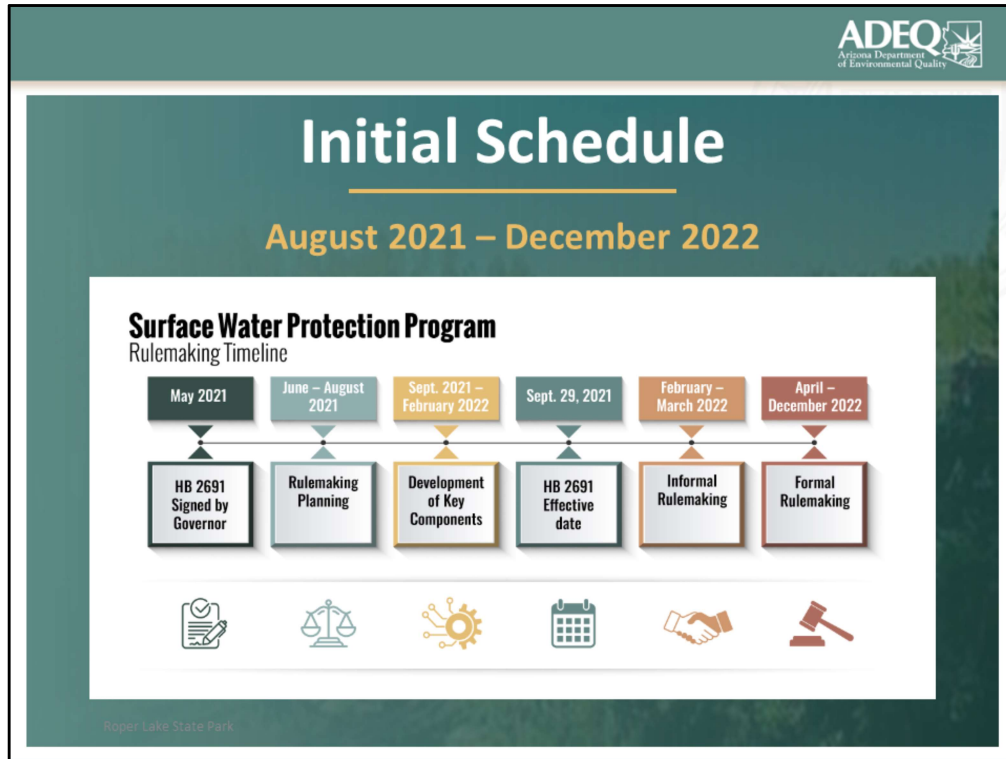 ADEQ
Arizona Department
of Environmental Quality
Initial Schedule
August 2021 – December 2022
Surface Water Protection Program
Rulemaking Timeline
May 2021
June – August
2021
Sept. 2021 –
February 2022
Sept. 29, 2021
February –
March 2022
April –
December 2022
HB 2691
Signed by
Governor
Rulemaking
Planning
Development
of Key
Components
HB 2691
Effective
date
Informal
Rulemaking
Formal
Rulemaking
Roper Lake State Park